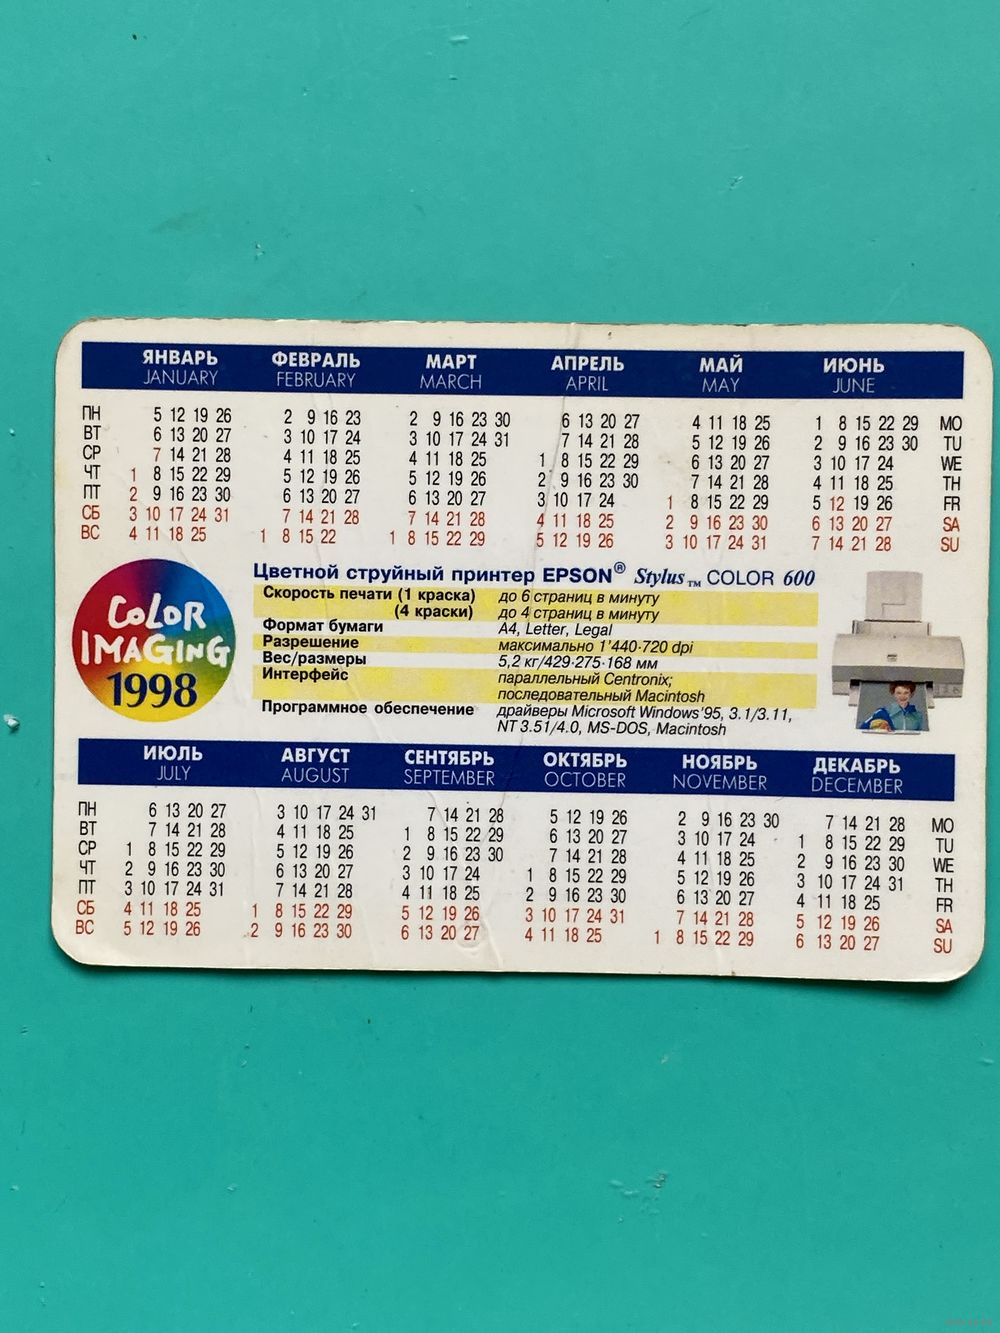 ЯНВАРЬ ФЕВРАЛЬ МАРТ АПРЕЛЬ МАЙ ИЮНЬ
JANUARY FEBRUARY MARCH APRIL MAY JUNE
ПН 5 12 19 26 2 9 16 23 2 9 16 23 30 6 13 20 27 4 11 18 25 1 8 15 22 29 MO
ВТ 6 13 20 27 3 10 17 24 3 10 17 24 31 7 14 21 28 5 12 19 26 2 9 16 23 30 TU
СР 7 14 21 28 4 11 18 25 4 11 18 25 1 8 15 22 29 6 13 20 27 3 10 17 24 WE
ЧТ 1 8 15 22 29 5 12 19 26 5 12 19 26 2 9 16 23 30 7 14 21 28 4 11 18 25 TH
ПТ 2 9 16 23 30 6 13 20 27 6 13 20 27 3 10 17 24 1 8 15 22 29 5 12 19 26 FR
СБ 3 10 17 24 31 7 14 21 28 7 14 21 28 4 11 18 25 2 9 16 23 30 6 13 20 27 SA
ВС 4 11 18 25 1 8 15 22 1 8 15 22 29 5 12 19 26 3 10 17 24 31 7 14 21 28 SU
COLOR
IMAGING
1998
Цветной струйный принтер EPSON® Stylus™ COLOR 600
Скорость печати (1 краска) до 6 страниц в минуту
(4 краски) до 4 страниц в минуту
Формат бумаги A4, Letter, Legal
Разрешение максимально 1'440·720 dpi
Вес/размеры 5,2 кг/429·275·168 мм
Интерфейс параллельный Centronix;
последовательный Macintosh
Программное обеспечение драйверы Microsoft Windows'95, 3.1/3.11,
NT 3.51/4.0, MS-DOS, Macintosh
ИЮЛЬ АВГУСТ СЕНТЯБРЬ ОКТЯБРЬ НОЯБРЬ ДЕКАБРЬ
JULY AUGUST SEPTEMBER OCTOBER NOVEMBER DECEMBER
ПН 6 13 20 27 3 10 17 24 31 7 14 21 28 5 12 19 26 2 9 16 23 30 7 14 21 28 MO
ВТ 7 14 21 28 4 11 18 25 1 8 15 22 29 6 13 20 27 3 10 17 24 1 8 15 22 29 TU
СР 1 8 15 22 29 5 12 19 26 2 9 16 23 30 7 14 21 28 4 11 18 25 2 9 16 23 30 WE
ЧТ 2 9 16 23 30 6 13 20 27 3 10 17 24 1 8 15 22 29 5 12 19 26 3 10 17 24 31 TH
ПТ 3 10 17 24 31 7 14 21 28 4 11 18 25 2 9 16 23 30 6 13 20 27 4 11 18 25 FR
СБ 4 11 18 25 1 8 15 22 29 5 12 19 26 3 10 17 24 31 7 14 21 28 5 12 19 26 SA
ВС 5 12 19 26 2 9 16 23 30 6 13 20 27 4 11 18 25 1 8 15 22 29 6 13 20 27 SU